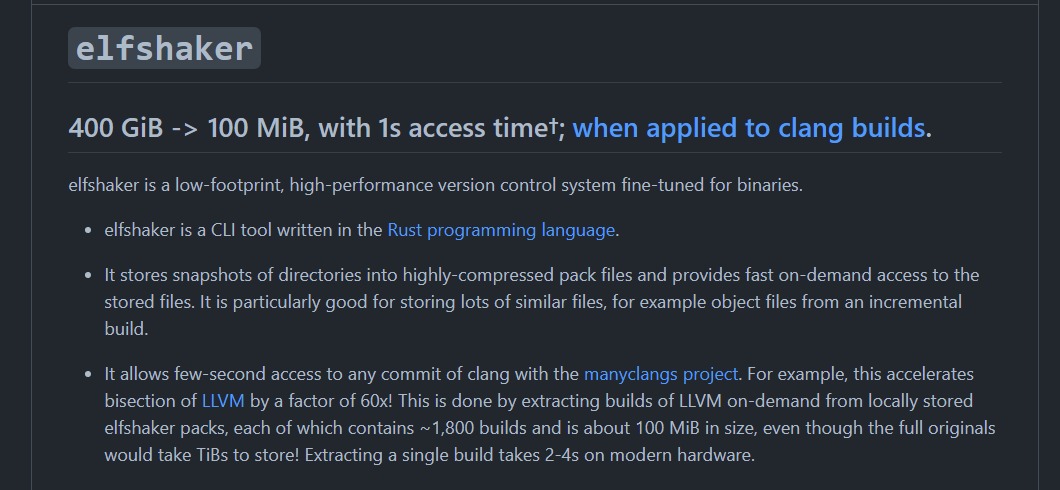 elfshaker
400 GiB -> 100 MiB, with 1s access time†; when applied to clang builds.
elfshaker is a low-footprint, high-performance version control system fine-tuned for binaries.
• elfshaker is a CLI tool written in the Rust programming language.
• It stores snapshots of directories into highly-compressed pack files and provides fast on-demand access to the
stored files. It is particularly good for storing lots of similar files, for example object files from an incremental
build.
• It allows few-second access to any commit of clang with the manyclangs project. For example, this accelerates
bisection of LLVM by a factor of 60x! This is done by extracting builds of LLVM on-demand from locally stored
elfshaker packs, each of which contains ~1,800 builds and is about 100 MiB in size, even though the full originals
would take TiBs to store! Extracting a single build takes 2-4s on modern hardware.